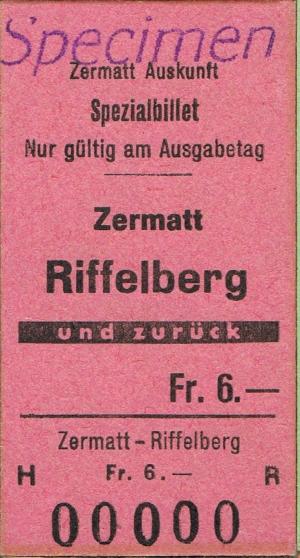 Specimen
Zermatt Auskunft
Spezialbillet
Nur gültig am Ausgabetag
Zermatt
Riffelberg
und zurück
Fr. 6.—
Zermatt – Riffelberg
H Fr. 6.— R
00000